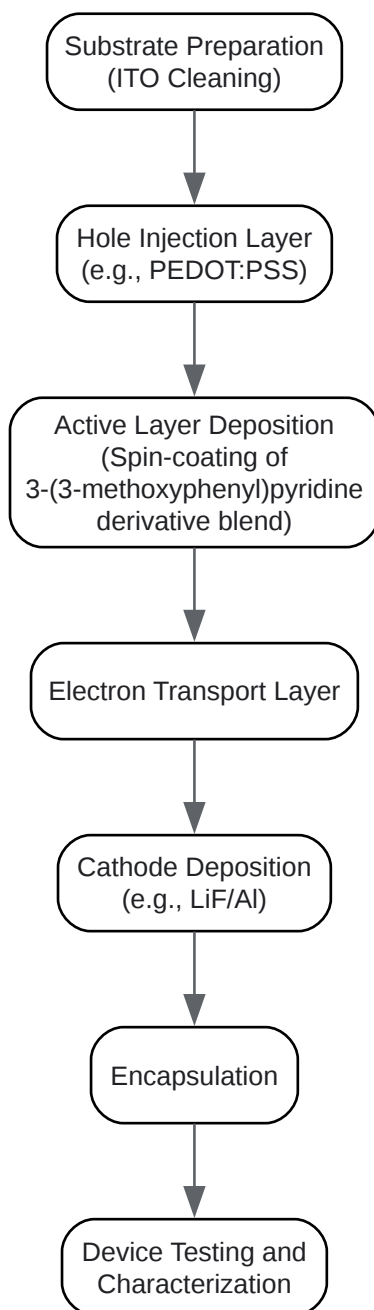 Substrate Preparation
(ITO Cleaning)
Hole Injection Layer
(e.g., PEDOT:PSS)
Active Layer Deposition
(Spin-coating of
3-(3-methoxyphenyl)pyridine
derivative blend)
Electron Transport Layer
Cathode Deposition
(e.g., LiF/Al)
Encapsulation
Device Testing and
Characterization